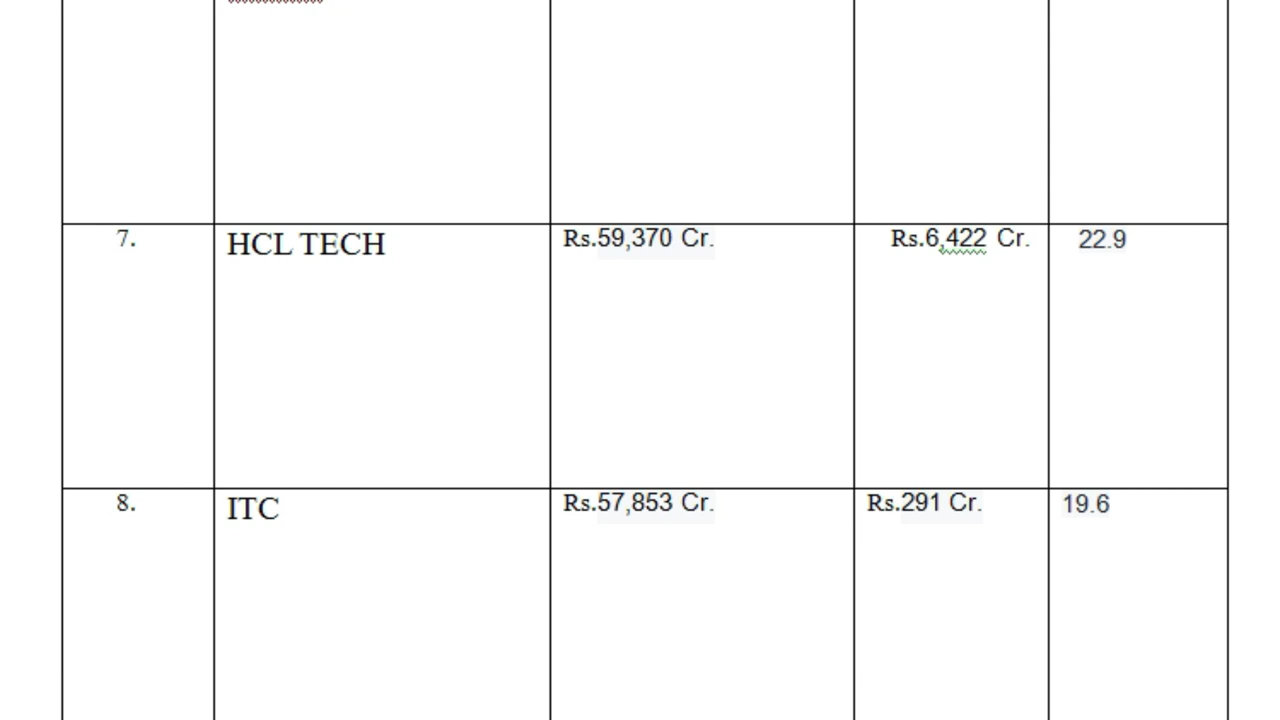 7. HCL TECH Rs.59,370 Cr. Rs.6,422 Cr. 22.9
8. ITC Rs.57,853 Cr. Rs.291 Cr. 19.6